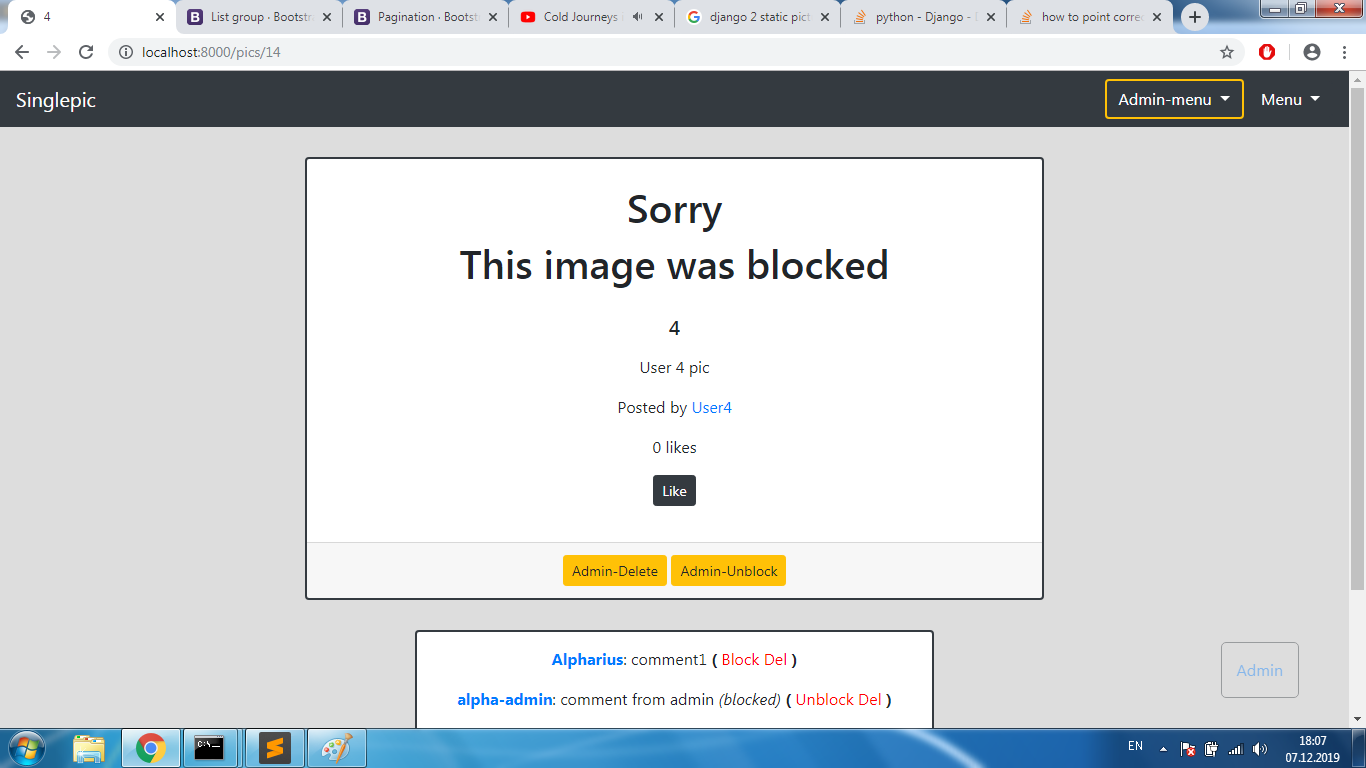 4
List group · Bootstr
Pagination · Bootst
Cold Journeys
django 2 static pict
python - Django -
how to point corre
localhost:8000/pics/14
Singlepic
Admin-menu
Menu
Sorry
This image was blocked
4
User 4 pic
Posted by User4
0 likes
Like
Admin-Delete Admin-Unblock
Alpharius: comment1 ( Block Del )
alpha-admin: comment from admin (blocked) ( Unblock Del )
Admin
EN
18:07
07.12.2019